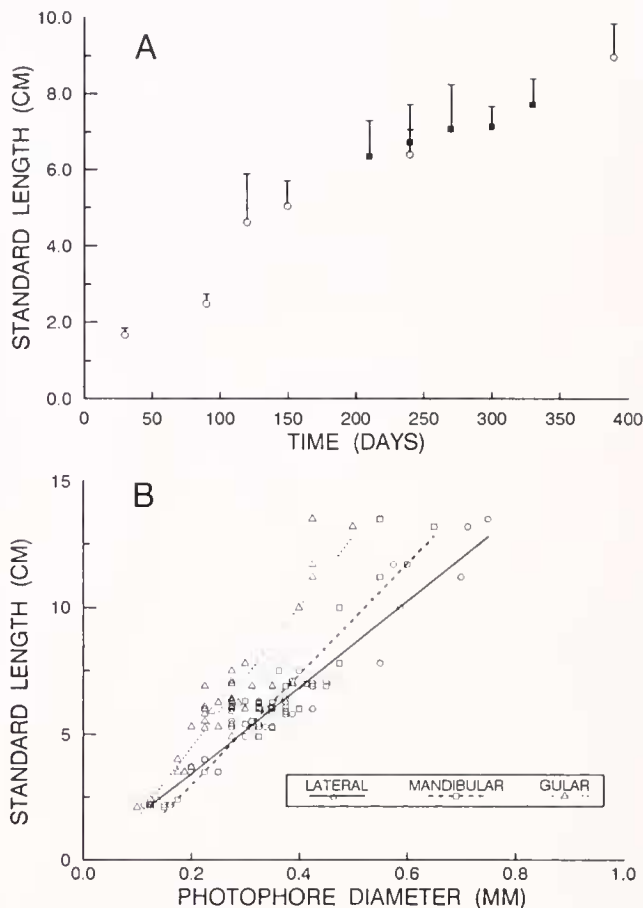 A
STANDARD LENGTH (CM)
10.0
8.0
6.0
4.0
2.0
0.0
0 50 100 150 200 250 300 350 400
TIME (DAYS)
B
STANDARD LENGTH (CM)
15
10
5
0
LATERAL MANDIBULAR GULAR
0.0 0.2 0.4 0.6 0.8 1.0
PHOTOPHORE DIAMETER (MM)